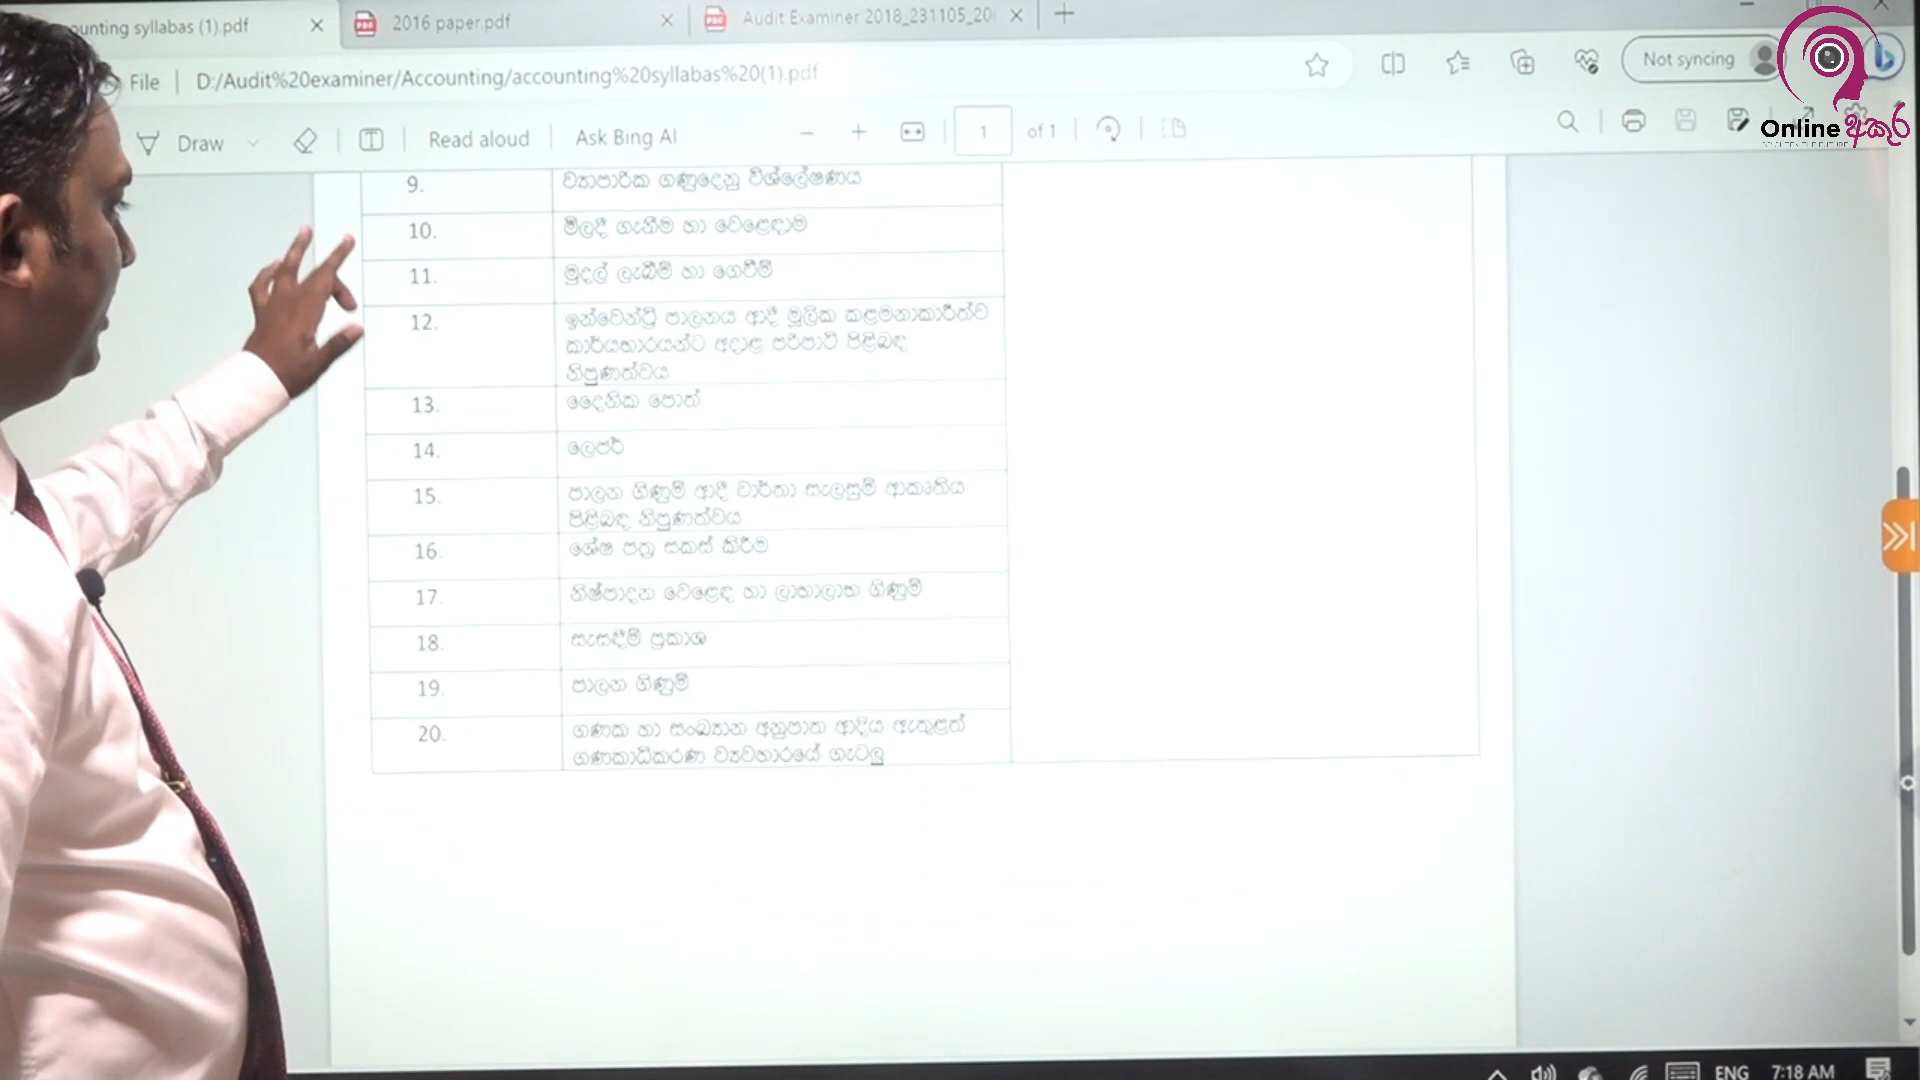 ounting syllabas (1).pdf
2016 paper.pdf
Audit Examiner 2018_231105_20
File
D:/Audit%20examiner/Accounting/accounting%20syllabas%20(1).pdf
Not syncing
Draw
Read aloud
Ask Bing AI
1
of 1
Online අකුර
9. ව්‍යාපාරික ගණුදෙනු විශ්ලේෂණය
10. මිලදී ගැනීම හා වෙළෙඳාම
11. මුදල් ලැබීම් හා ගෙවීම්
12. ඉන්වෙන්ට්‍රි පාලනය ආදී මූලික කළමනාකාරීත්ව
කාර්යභාරයන්ට අදාළ පරිපාටි පිළිබඳ
නිපුණත්වය
13. දෛනික පොත්
14. ලෙජර්
15. පාලන ගිණුම් ආදී වාර්තා සැලසුම් ආකෘතිය
පිළිබඳ නිපුණත්වය
16. ශේෂ පත්‍ර සකස් කිරීම
17. නිෂ්පාදන වෙළෙඳ හා ලාභාලාභ ගිණුම්
18. සැසඳීම් ප්‍රකාශ
19. පාලන ගිණුම්
20. ගණක හා සංඛ්‍යාන අනුපාත ආදිය ඇතුළත්
ගණකාධිකරණ ව්‍යවහාරයේ ගැටලු
ENG
7:18 AM